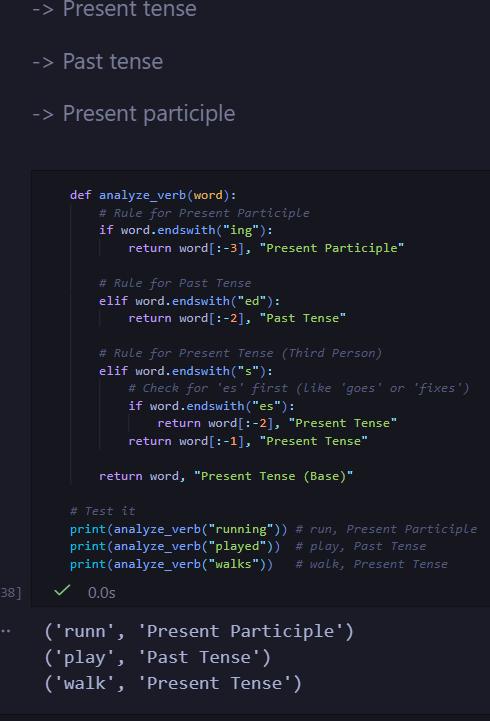 -> Present tense
-> Past tense
-> Present participle
def analyze_verb(word):
    # Rule for Present Participle
    if word.endswith("ing"):
        return word[:-3], "Present Participle"
    # Rule for Past Tense
    elif word.endswith("ed"):
        return word[:-2], "Past Tense"
    # Rule for Present Tense (Third Person)
    elif word.endswith("s"):
        # Check for 'es' first (like 'goes' or 'fixes')
        if word.endswith("es"):
            return word[:-2], "Present Tense"
        return word[:-1], "Present Tense"
    return word, "Present Tense (Base)"
# Test it
print(analyze_verb("running")) # run, Present Participle
print(analyze_verb("played"))  # play, Past Tense
print(analyze_verb("walks"))   # walk, Present Tense
38] 0.0s
('runn', 'Present Participle')
('play', 'Past Tense')
('walk', 'Present Tense')